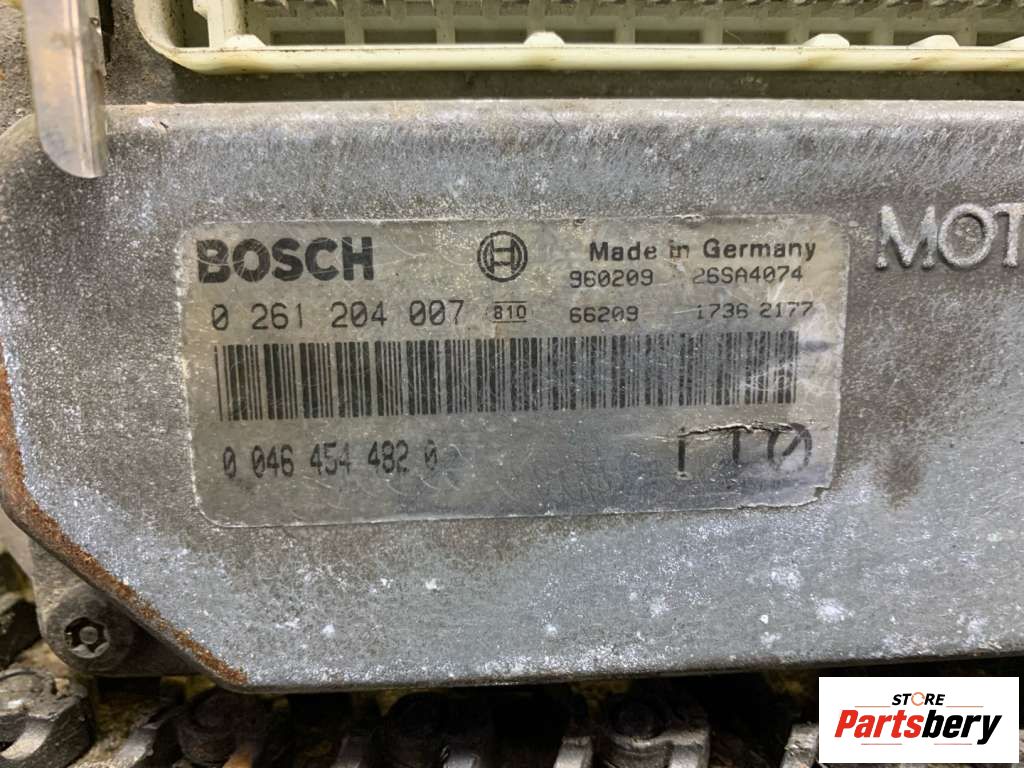 BOSCH
Made in Germany
960209 26SA4074
0 261 204 007 810 66209 1736 2177
0 046 454 482 0
MOT
STORE
Partsbery